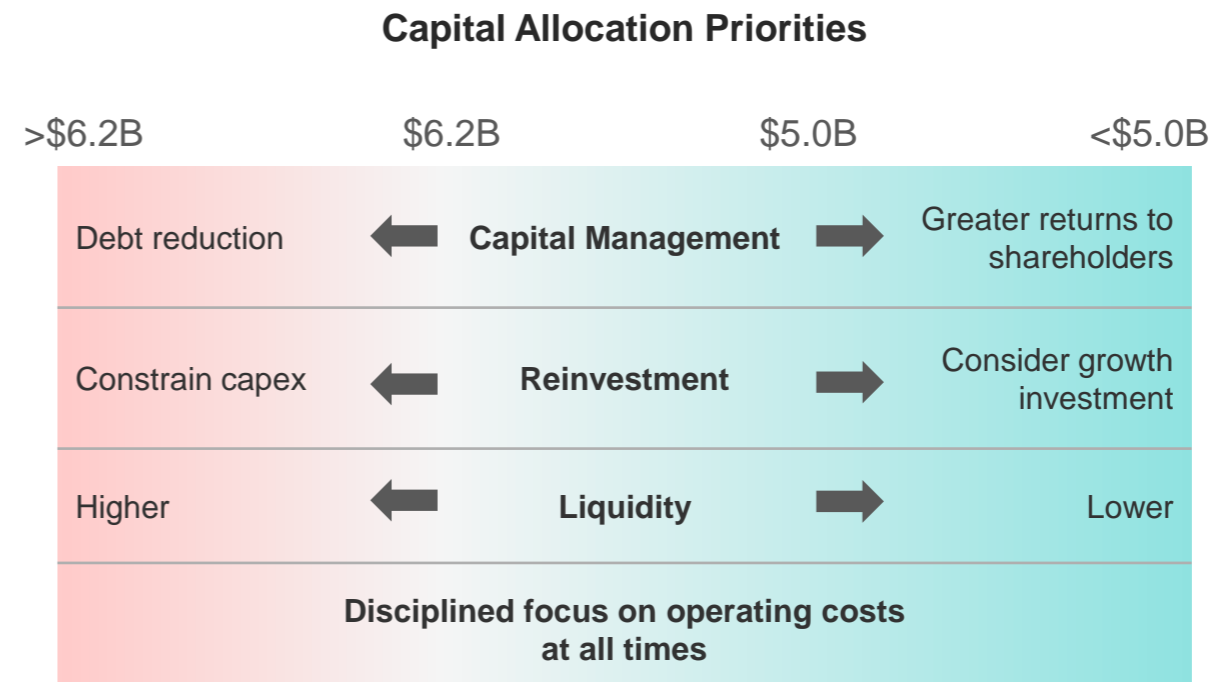 Capital Allocation Priorities
>$6.2B $6.2B $5.0B <$5.0B
Debt reduction Capital Management Greater returns to
shareholders
Constrain capex Reinvestment Consider growth
investment
Higher Liquidity Lower
Disciplined focus on operating costs
at all times